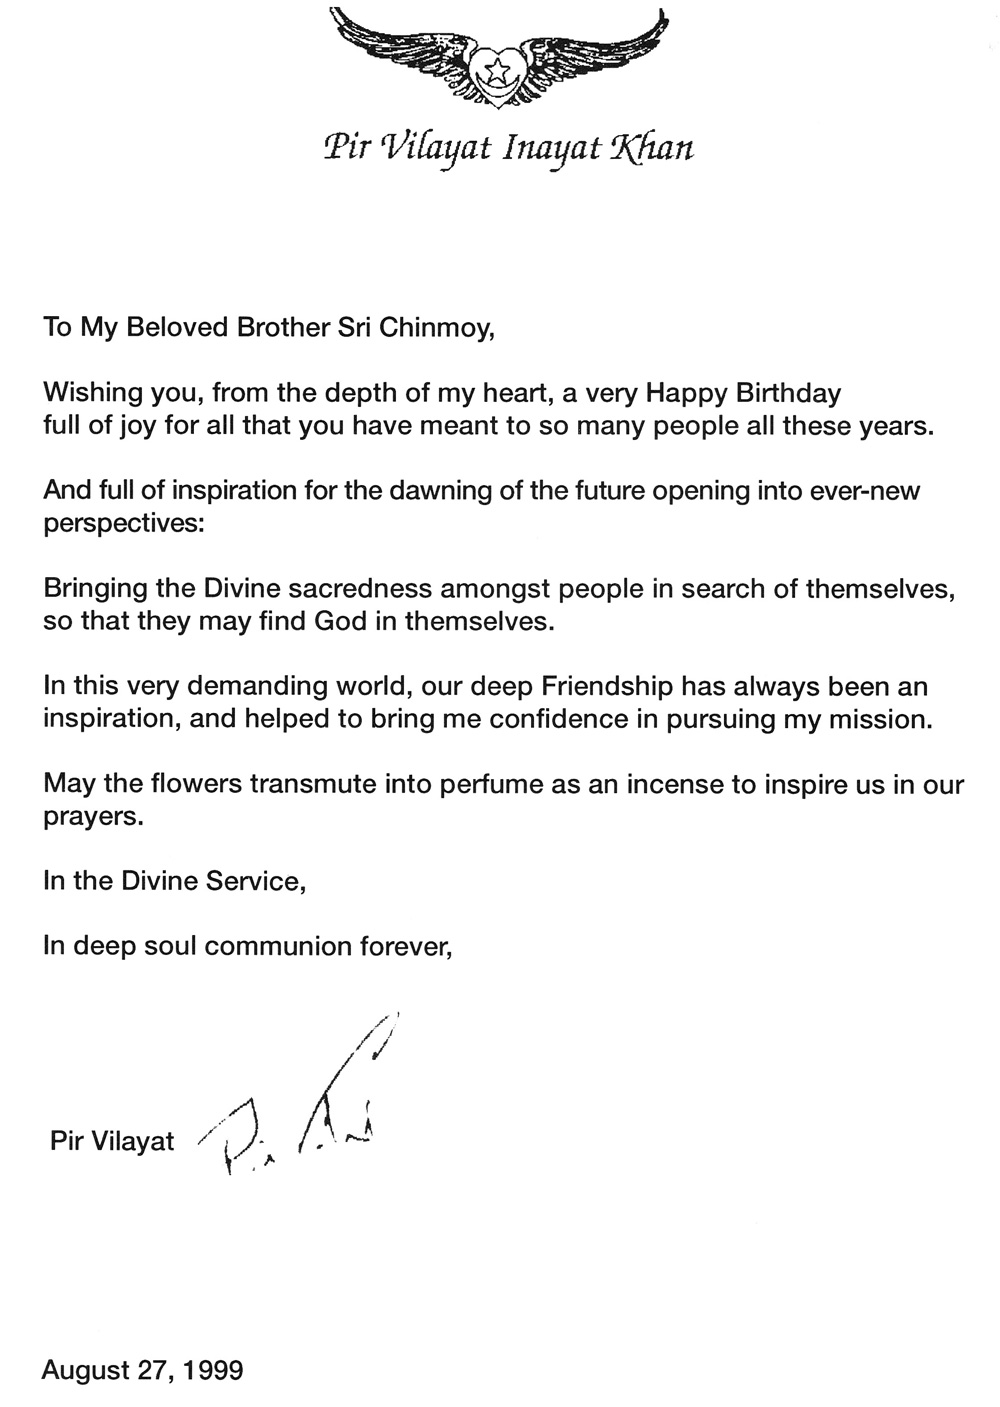 Pir Vilayat Inayat Khan
To My Beloved Brother Sri Chinmoy,
Wishing you, from the depth of my heart, a very Happy Birthday
full of joy for all that you have meant to so many people all these years.
And full of inspiration for the dawning of the future opening into ever-new
perspectives:
Bringing the Divine sacredness amongst people in search of themselves,
so that they may find God in themselves.
In this very demanding world, our deep Friendship has always been an
inspiration, and helped to bring me confidence in pursuing my mission.
May the flowers transmute into perfume as an incense to inspire us in our
prayers.
In the Divine Service,
In deep soul communion forever,
Pir Vilayat
August 27, 1999